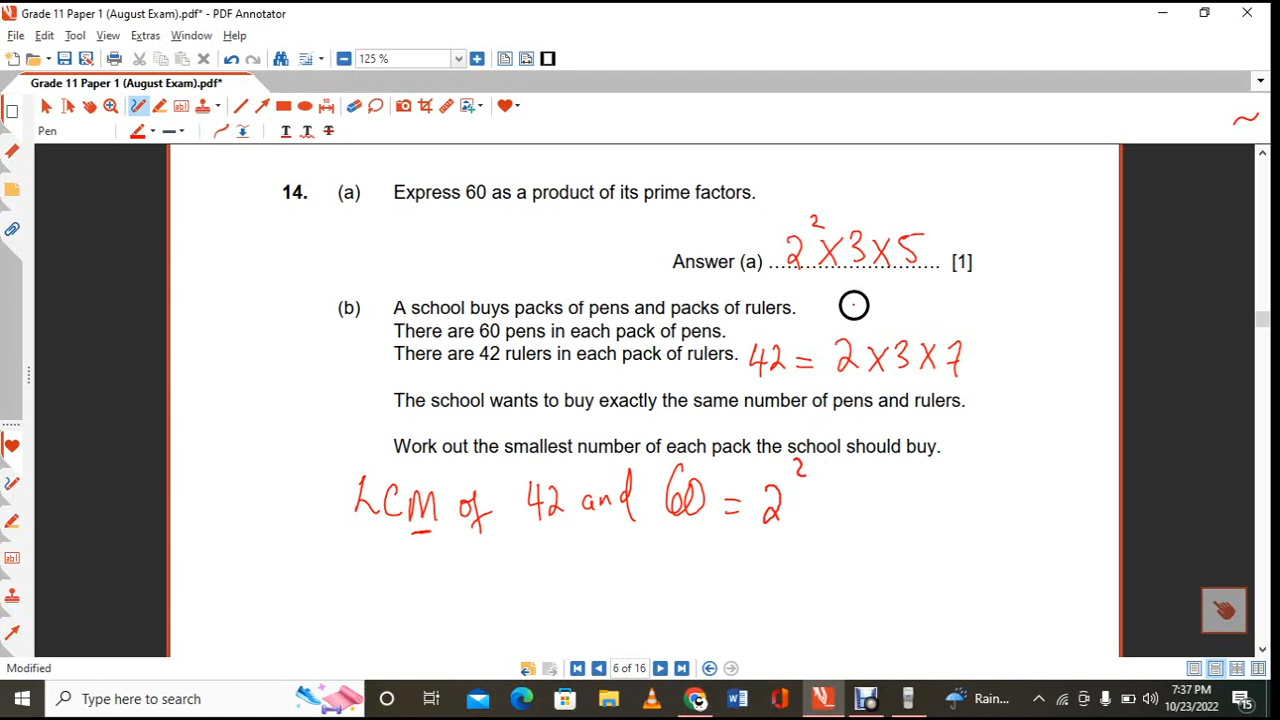 Grade 11 Paper 1 (August Exam).pdf* - PDF Annotator
File Edit Tool View Extras Window Help
125 %
Grade 11 Paper 1 (August Exam).pdf*
Pen
14. (a) Express 60 as a product of its prime factors.
Answer (a) 2² × 3 × 5 [1]
(b) A school buys packs of pens and packs of rulers.
There are 60 pens in each pack of pens.
There are 42 rulers in each pack of rulers. 42 = 2 × 3 × 7
The school wants to buy exactly the same number of pens and rulers.
Work out the smallest number of each pack the school should buy.
LCM of 42 and 60 = 2²
Modified
6 of 16
Type here to search
Rain...
7:37 PM
10/23/2022
15